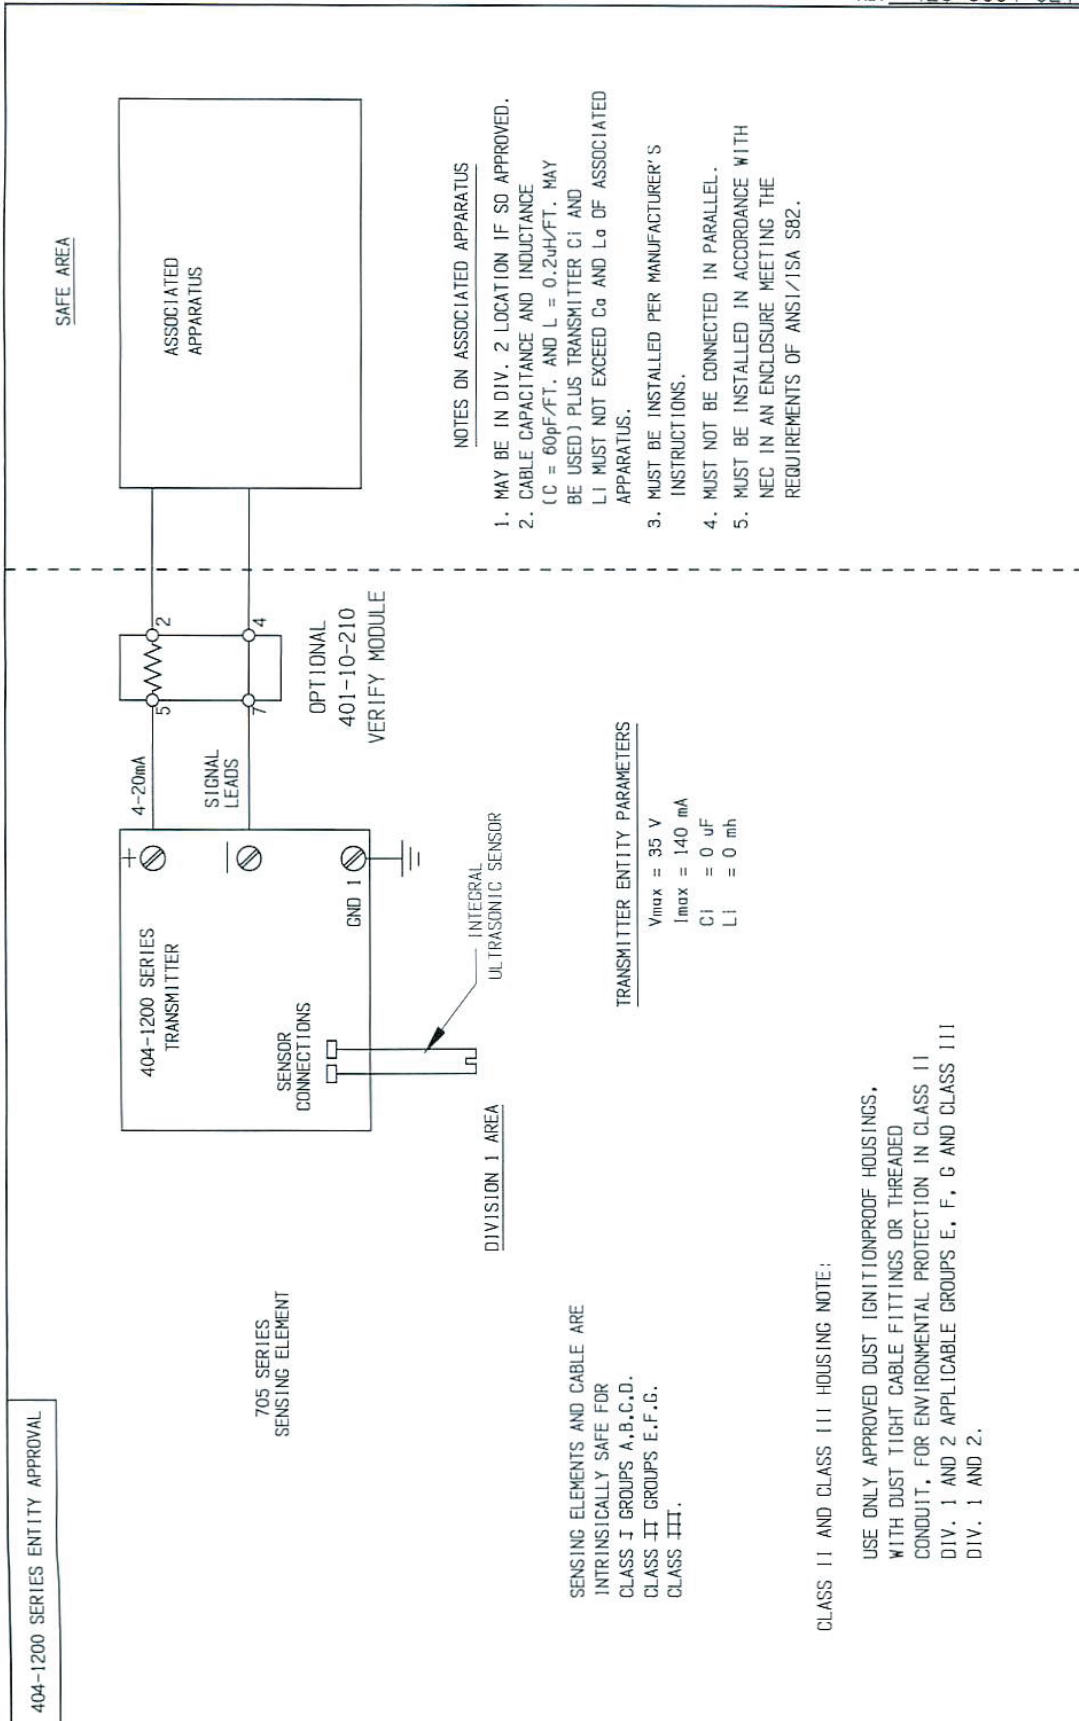 404-1200 SERIES ENTITY APPROVAL
SAFE AREA
705 SERIES
SENSING ELEMENT
404-1200 SERIES
TRANSMITTER
SENSOR
CONNECTIONS
+
–
GND 1
4-20mA
SIGNAL
LEADS
5
2
7
4
OPTIONAL
401-10-210
VERIFY MODULE
ASSOCIATED
APPARATUS
INTEGRAL
ULTRASONIC SENSOR
DIVISION 1 AREA
NOTES ON ASSOCIATED APPARATUS
1. MAY BE IN DIV. 2 LOCATION IF SO APPROVED.
2. CABLE CAPACITANCE AND INDUCTANCE
(C = 60pF/FT. AND L = 0.2uH/FT. MAY
BE USED) PLUS TRANSMITTER Ci AND
Li MUST NOT EXCEED Ca AND La OF ASSOCIATED
APPARATUS.
3. MUST BE INSTALLED PER MANUFACTURER'S
INSTRUCTIONS.
4. MUST NOT BE CONNECTED IN PARALLEL.
5. MUST BE INSTALLED IN ACCORDANCE WITH
NEC IN AN ENCLOSURE MEETING THE
REQUIREMENTS OF ANSI/ISA S82.
SENSING ELEMENTS AND CABLE ARE
INTRINSICALLY SAFE FOR
CLASS I GROUPS A,B,C,D.
CLASS II GROUPS E,F,G.
CLASS III.
TRANSMITTER ENTITY PARAMETERS
Vmax = 35 V
Imax = 140 mA
Ci = 0 uF
Li = 0 mh
CLASS II AND CLASS III HOUSING NOTE:
USE ONLY APPROVED DUST IGNITIONPROOF HOUSINGS,
WITH DUST TIGHT CABLE FITTINGS OR THREADED
CONDUIT, FOR ENVIRONMENTAL PROTECTION IN CLASS II
DIV. 1 AND 2 APPLICABLE GROUPS E, F, G AND CLASS III
DIV. 1 AND 2.